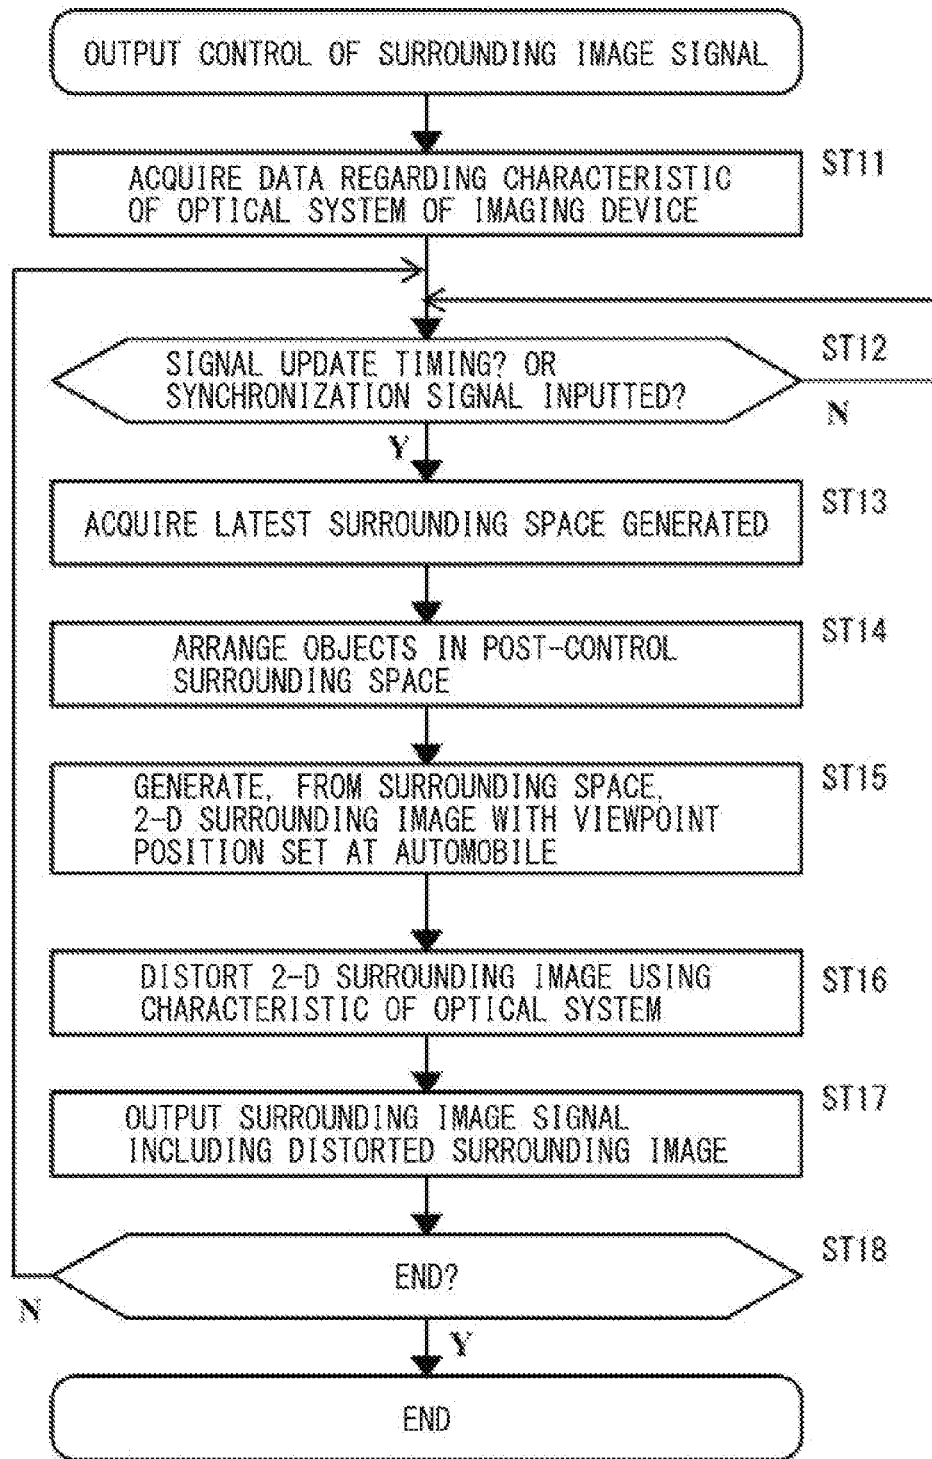 OUTPUT CONTROL OF SURROUNDING IMAGE SIGNAL
ST11
ACQUIRE DATA REGARDING CHARACTERISTIC
OF OPTICAL SYSTEM OF IMAGING DEVICE
ST12
SIGNAL UPDATE TIMING? OR
SYNCHRONIZATION SIGNAL INPUTTED?
N
Y
ST13
ACQUIRE LATEST SURROUNDING SPACE GENERATED
ST14
ARRANGE OBJECTS IN POST-CONTROL
SURROUNDING SPACE
ST15
GENERATE, FROM SURROUNDING SPACE,
2-D SURROUNDING IMAGE WITH VIEWPOINT
POSITION SET AT AUTOMOBILE
ST16
DISTORT 2-D SURROUNDING IMAGE USING
CHARACTERISTIC OF OPTICAL SYSTEM
ST17
OUTPUT SURROUNDING IMAGE SIGNAL
INCLUDING DISTORTED SURROUNDING IMAGE
ST18
END?
N
Y
END